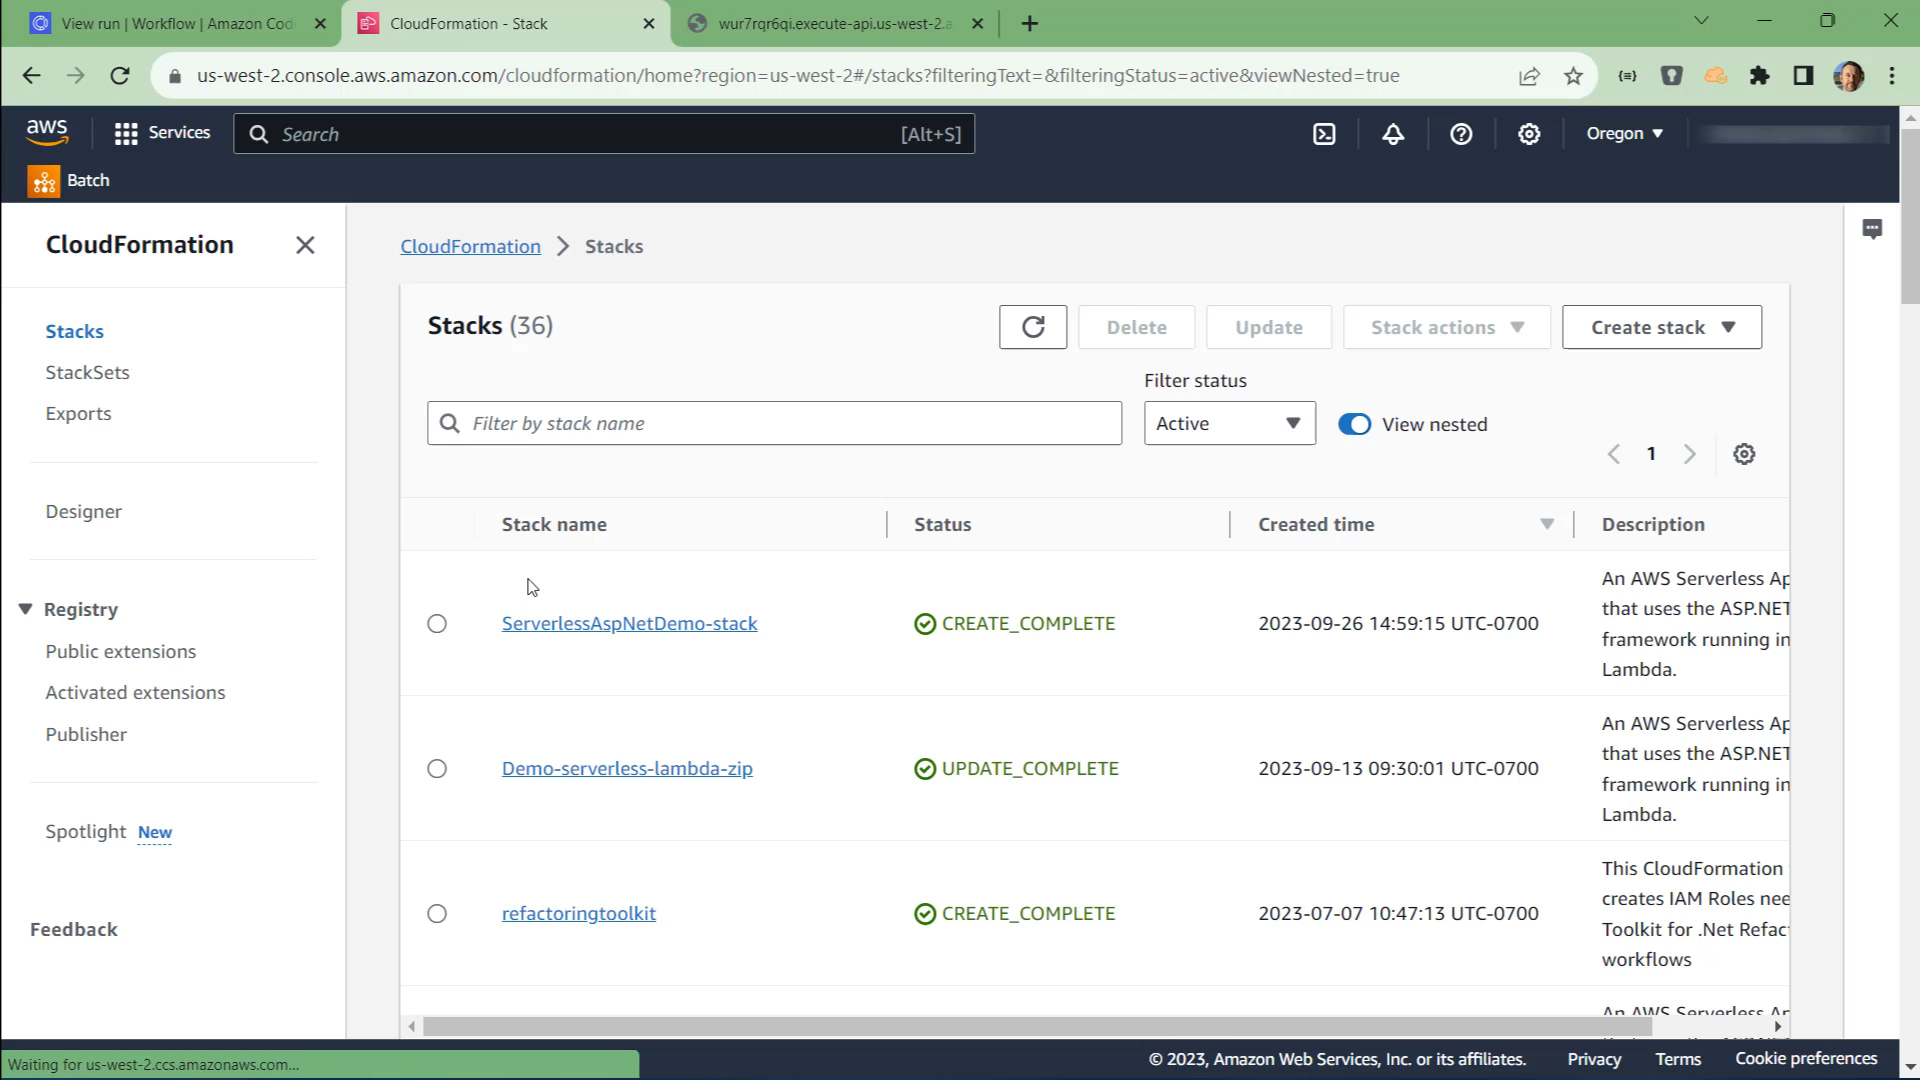 View run | Workflow | Amazon Cod
CloudFormation - Stack
wur7rqr6qi.execute-api.us-west-2.a
us-west-2.console.aws.amazon.com/cloudformation/home?region=us-west-2#/stacks?filteringText=&filteringStatus=active&viewNested=true
aws
Services
Search
[Alt+S]
Oregon
Batch
CloudFormation
Stacks
StackSets
Exports
Designer
Registry
Public extensions
Activated extensions
Publisher
Spotlight New
Feedback
CloudFormation > Stacks
Stacks (36)
Delete
Update
Stack actions
Create stack
Filter status
Filter by stack name
Active
View nested
1
Stack name
Status
Created time
Description
ServerlessAspNetDemo-stack
CREATE_COMPLETE
2023-09-26 14:59:15 UTC-0700
An AWS Serverless Ap
that uses the ASP.NET
framework running in
Lambda.
Demo-serverless-lambda-zip
UPDATE_COMPLETE
2023-09-13 09:30:01 UTC-0700
An AWS Serverless Ap
that uses the ASP.NET
framework running in
Lambda.
refactoringtoolkit
CREATE_COMPLETE
2023-07-07 10:47:13 UTC-0700
This CloudFormation
creates IAM Roles nee
Toolkit for .Net Refac
workflows
An AWS Serverless Ap
Waiting for us-west-2.ccs.amazonaws.com...
© 2023, Amazon Web Services, Inc. or its affiliates.
Privacy
Terms
Cookie preferences